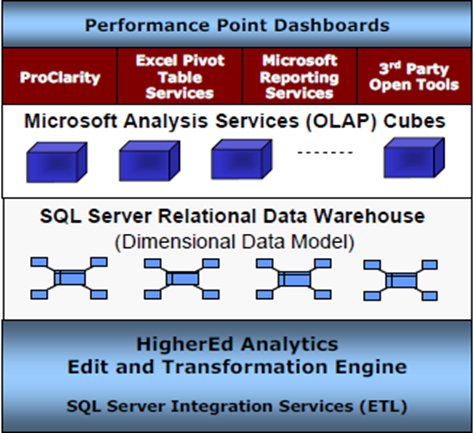 Performance Point Dashboards
ProClarity
Excel Pivot
Table
Services
Microsoft
Reporting
Services
3rd Party
Open Tools
Microsoft Analysis Services (OLAP) Cubes
SQL Server Relational Data Warehouse
(Dimensional Data Model)
HigherEd Analytics
Edit and Transformation Engine
SQL Server Integration Services (ETL)